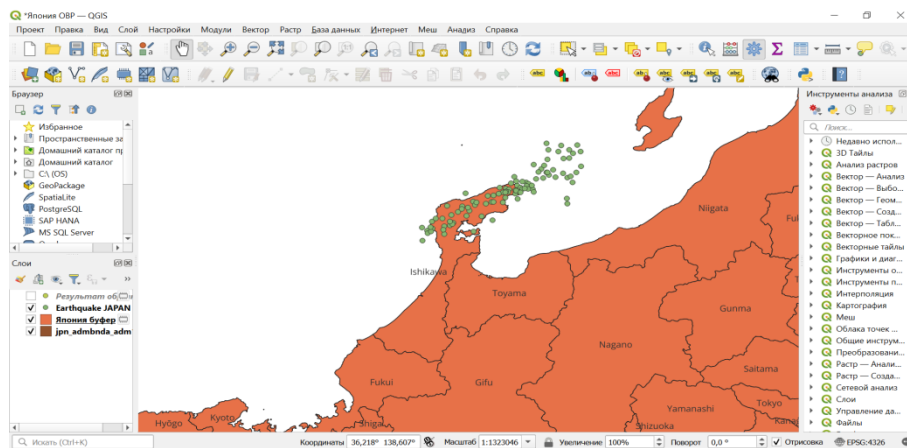 *Япония ОВР — QGIS
Проект Правка Вид Слой Настройки Модули Вектор Растр База данных Интернет Меш Анализ Справка
Браузер
Избранное
Пространственные за
Домашний каталог пр
Домашний каталог
C:\ (OS)
GeoPackage
SpatiaLite
PostgreSQL
SAP HANA
MS SQL Server
Слои
Результат об
Earthquake JAPAN
Япония буфер
jpn_admbnda_adm
Ishikawa
Toyama
Niigata
Fu
Gunma
Nagano
Saitama
Fukui
Gifu
Tokyo
Yamanashi
Kana
Kyoto
Hyōgo
Shiga
Shizuoka
Инструменты анализа
Поиск...
Недавно испол...
3D Тайлы
Анализ растров
Вектор — Анализ
Вектор — Выбо...
Вектор — Геом...
Вектор — Созд...
Вектор — Табл...
Векторное пок...
Векторные тайлы
Графики и диаг...
Инструменты о...
Инструменты п...
Интерполяция
Картография
Меш
Облака точек ...
Общие инструм...
Преобразовани...
Растр — Анали...
Растр — Созда...
Сетевой анализ
Слои
Управление да...
Файлы
Искать (Ctrl+K)
Координаты 36,218° 138,607° Масштаб 1:1323046 Увеличение 100% Поворот 0,0 ° Отрисовка EPSG:4326